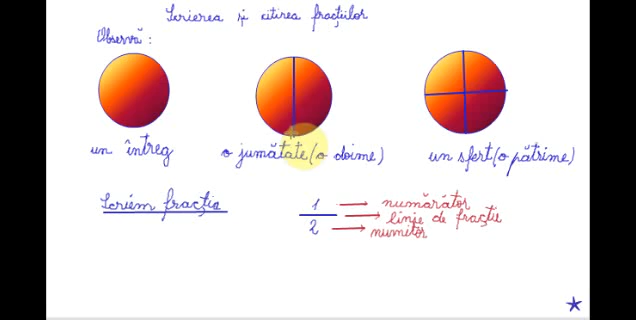 Scrierea și citirea fracțiilor
Observă:
un întreg
o jumătate (o doime)
un sfert (o pătrime)
Scriem fracția
1
2
numărător
linie de fracție
numitor